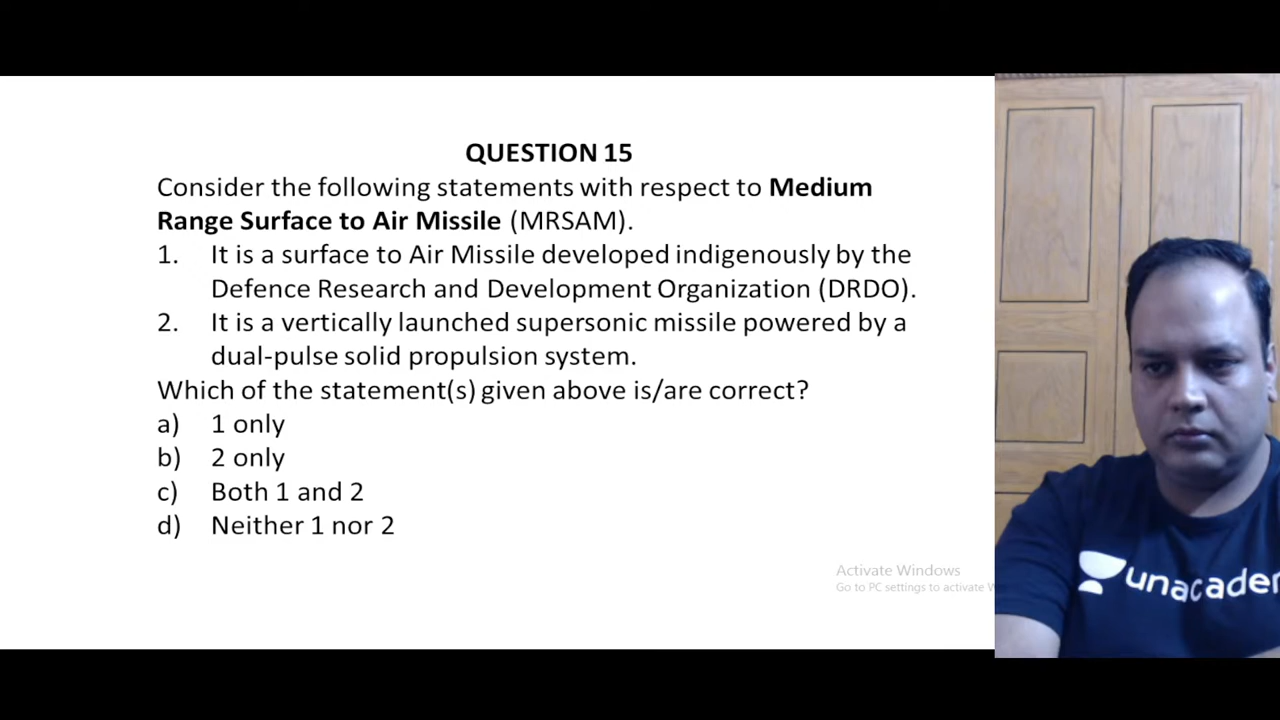 QUESTION 15
Consider the following statements with respect to Medium
Range Surface to Air Missile (MRSAM).
1. It is a surface to Air Missile developed indigenously by the
Defence Research and Development Organization (DRDO).
2. It is a vertically launched supersonic missile powered by a
dual-pulse solid propulsion system.
Which of the statement(s) given above is/are correct?
a) 1 only
b) 2 only
c) Both 1 and 2
d) Neither 1 nor 2
Activate Windows
Go to PC settings to activate W
unacadem